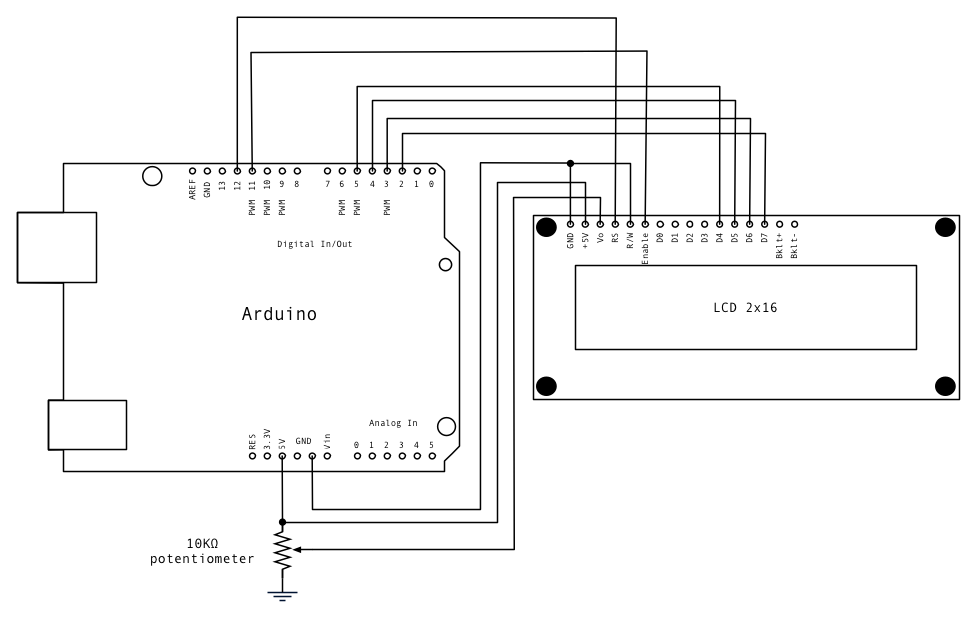 AREF
GND
13
12
11
10
9
8
7
6
5
4
3
2
1
0
PWM
PWM
PWM
PWM
PWM
PWM
Digital In/Out
GND
+5V
Vo
RS
R/W
Enable
D0
D1
D2
D3
D4
D5
D6
D7
Bklt+
Bklt-
Arduino
LCD 2x16
Analog In
RES
3.3V
5V
GND
Vin
0
1
2
3
4
5
10KΩ
potentiometer